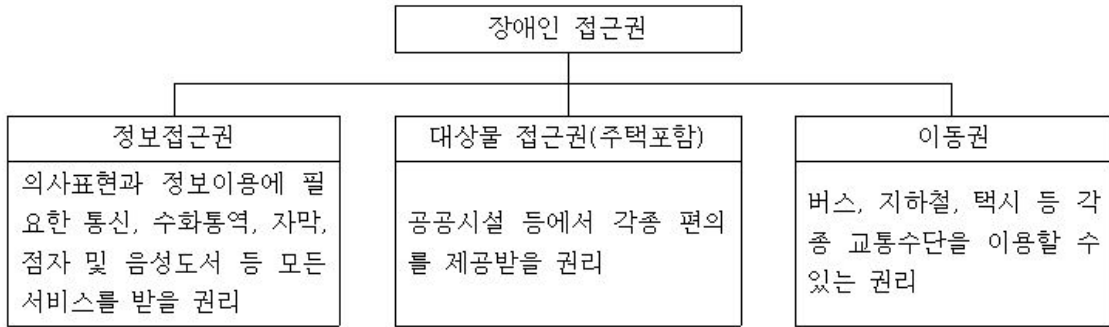 장애인 접근권
정보접근권
의사표현과 정보이용에 필
요한 통신, 수화통역, 자막,
점자 및 음성도서 등 모든
서비스를 받을 권리
대상물 접근권(주택포함)
공공시설 등에서 각종 편의
를 제공받을 권리
이동권
버스, 지하철, 택시 등 각
종 교통수단을 이용할 수
있는 권리